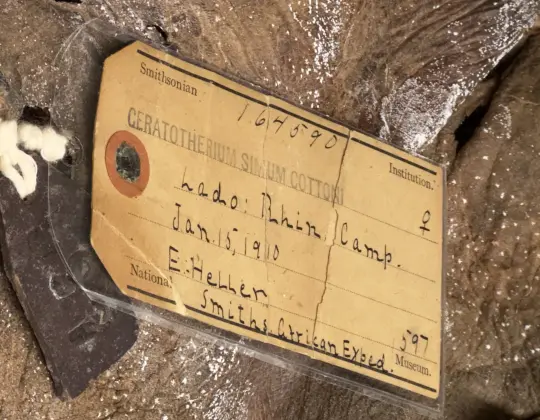 Smithsonian Institution.
164590
CERATOTHERIUM SIMUM COTTONI
♀
Lado: Rhin Camp.
Jan. 15, 1910
E. Heller
Smiths. African Exped. 597
National Museum.